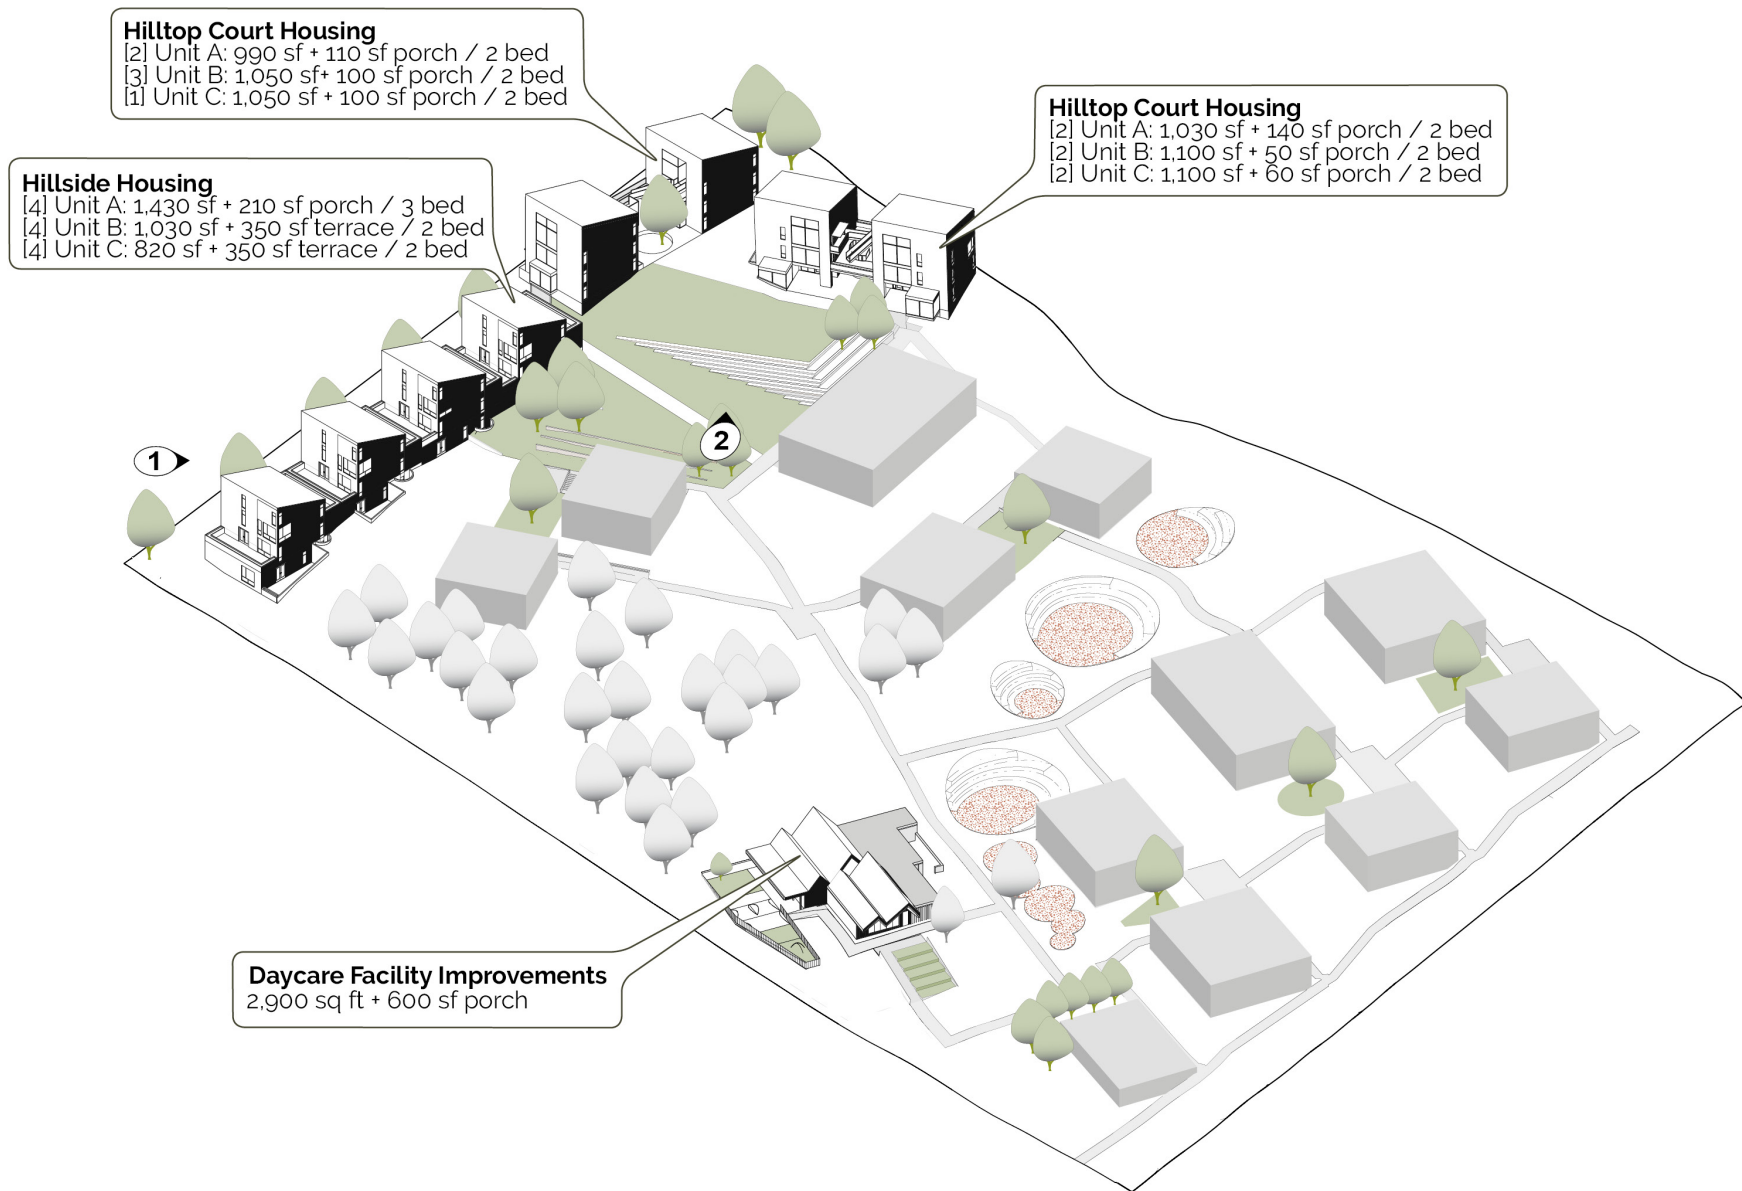 Hilltop Court Housing
[2] Unit A: 990 sf + 110 sf porch / 2 bed
[3] Unit B: 1,050 sf+ 100 sf porch / 2 bed
[1] Unit C: 1,050 sf + 100 sf porch / 2 bed
Hilltop Court Housing
[2] Unit A: 1,030 sf + 140 sf porch / 2 bed
[2] Unit B: 1,100 sf + 50 sf porch / 2 bed
[2] Unit C: 1,100 sf + 60 sf porch / 2 bed
Hillside Housing
[4] Unit A: 1,430 sf + 210 sf porch / 3 bed
[4] Unit B: 1,030 sf + 350 sf terrace / 2 bed
[4] Unit C: 820 sf + 350 sf terrace / 2 bed
2
1
Daycare Facility Improvements
2,900 sq ft + 600 sf porch